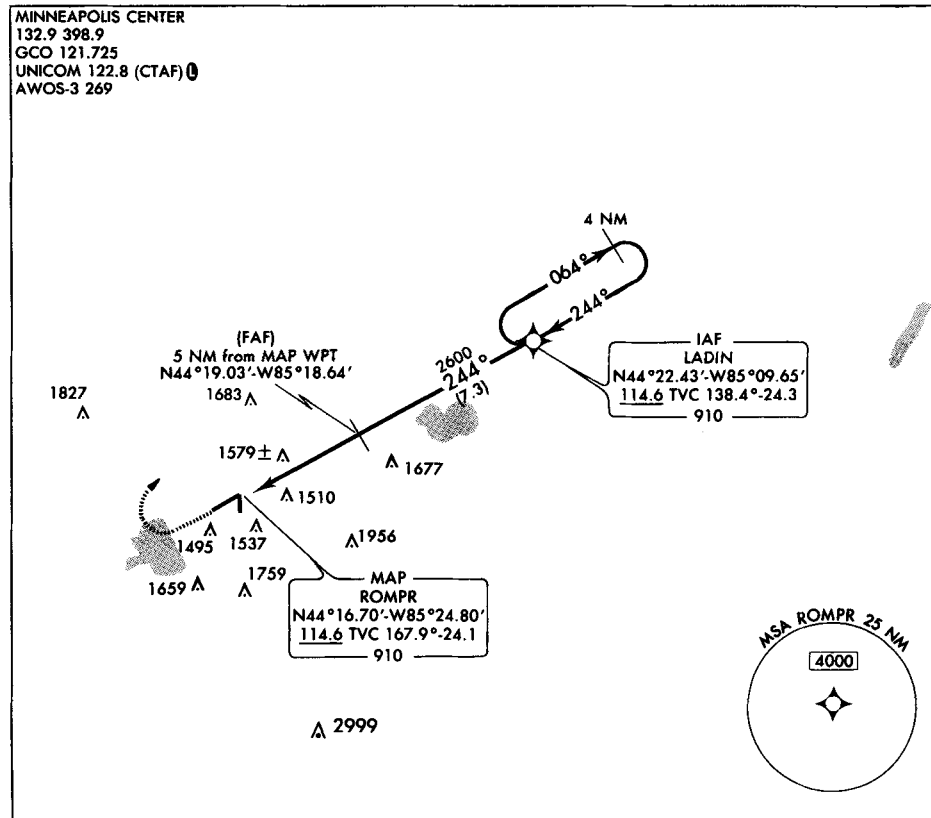 MINNEAPOLIS CENTER
132.9 398.9
GCO 121.725
UNICOM 122.8 (CTAF) L
AWOS-3 269
4 NM
064°
244°
(FAF)
5 NM from MAP WPT
N44°19.03'-W85°18.64'
2600
244°
(7.3)
IAF
LADIN
N44°22.43'-W85°09.65'
114.6 TVC 138.4°-24.3
910
1827
1683
1579±
1677
1510
1495
1537
1956
1659
1759
MAP
ROMPR
N44°16.70'-W85°24.80'
114.6 TVC 167.9°-24.1
910
2999
MSA ROMPR 25 NM
4000